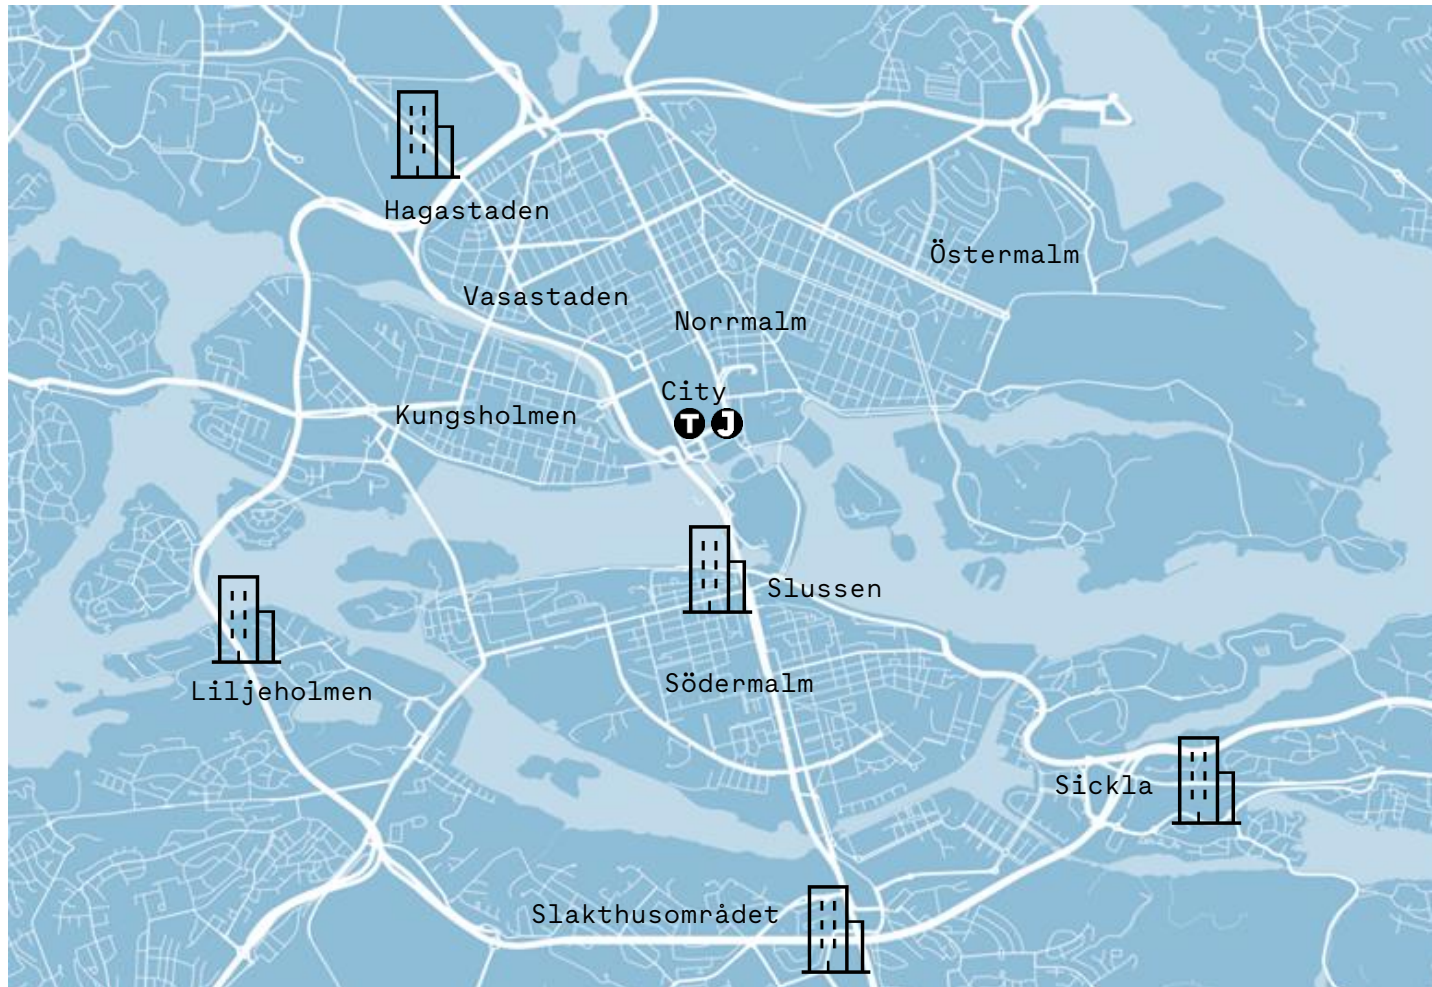 Hagastaden
Östermalm
Vasastaden
Norrmalm
City
Kungsholmen
T J
Slussen
Södermalm
Liljeholmen
Sickla
Slakthusområdet